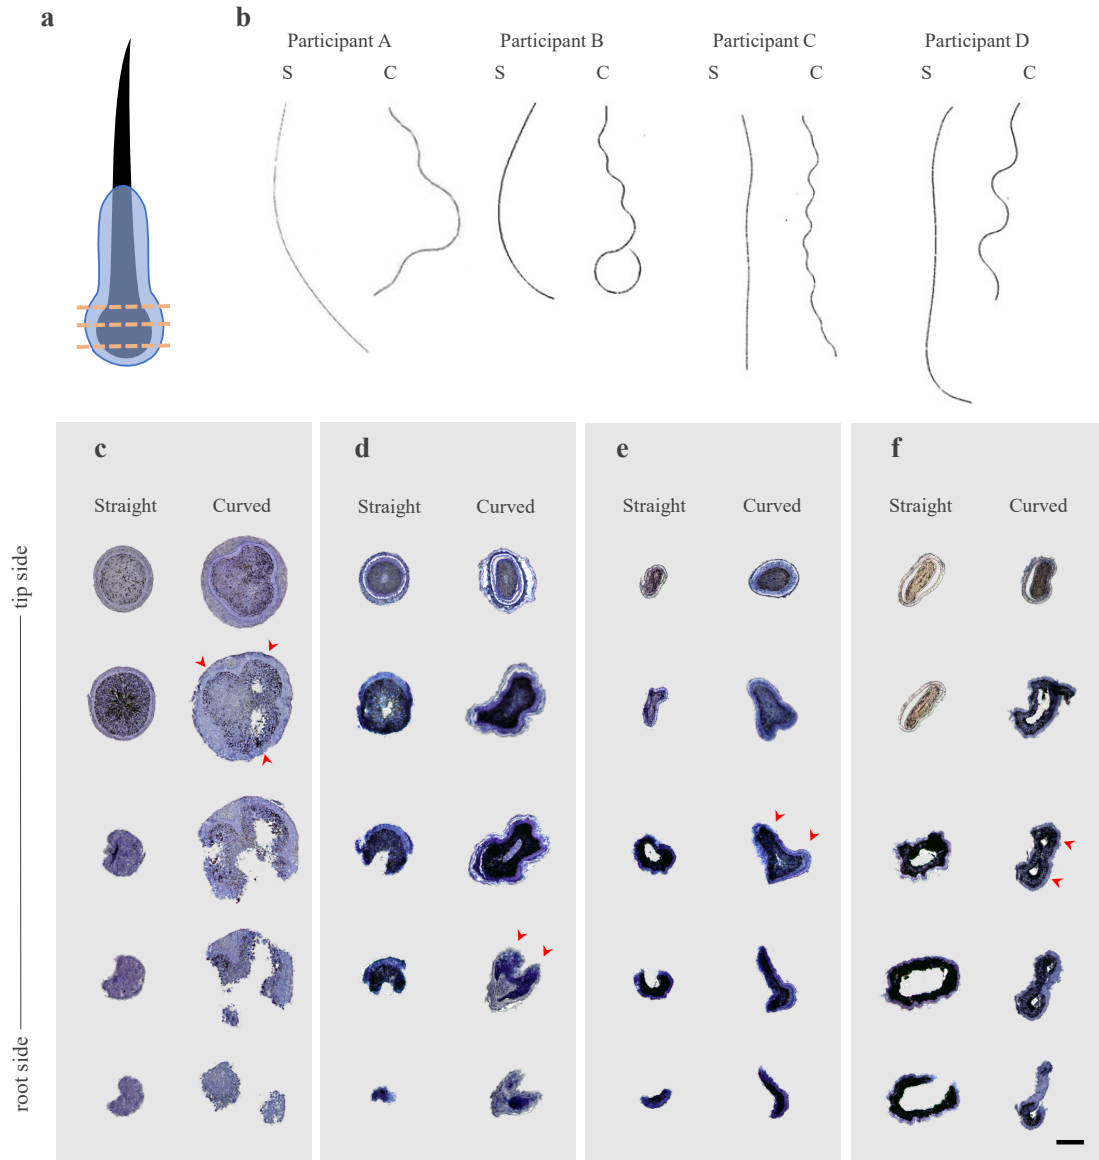 a
b
Participant A
Participant B
Participant C
Participant D
S C
S C
S C
S C
c
d
e
f
Straight Curved
Straight Curved
Straight Curved
Straight Curved
tip side
root side